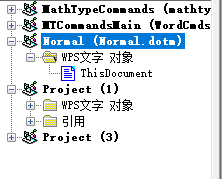 MathTypeCommands (mathty
MTCommandsMain (WordCmds
Normal (Normal.dotm)
WPS文字 对象
ThisDocument
Project (1)
WPS文字 对象
引用
Project (3)